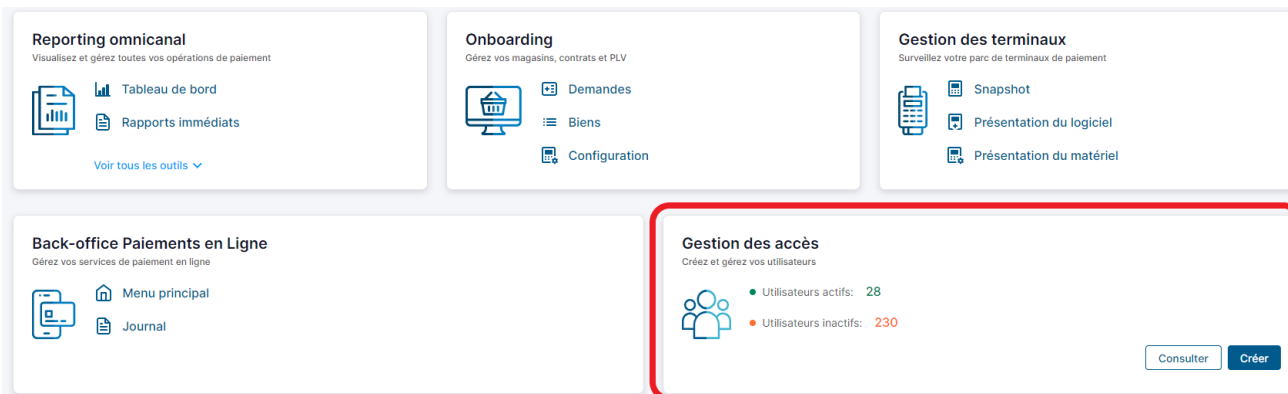 Reporting omnicanal
Visualisez et gérez toutes vos opérations de paiement
Tableau de bord
Rapports immédiats
Voir tous les outils
Onboarding
Gérez vos magasins, contrats et PLV
Demandes
Biens
Configuration
Gestion des terminaux
Surveillez votre parc de terminaux de paiement
Snapshot
Présentation du logiciel
Présentation du matériel
Back-office Paiements en Ligne
Gérez vos services de paiement en ligne
Menu principal
Journal
Gestion des accès
Créez et gérez vos utilisateurs
Utilisateurs actifs: 28
Utilisateurs inactifs: 230
Consulter Créer